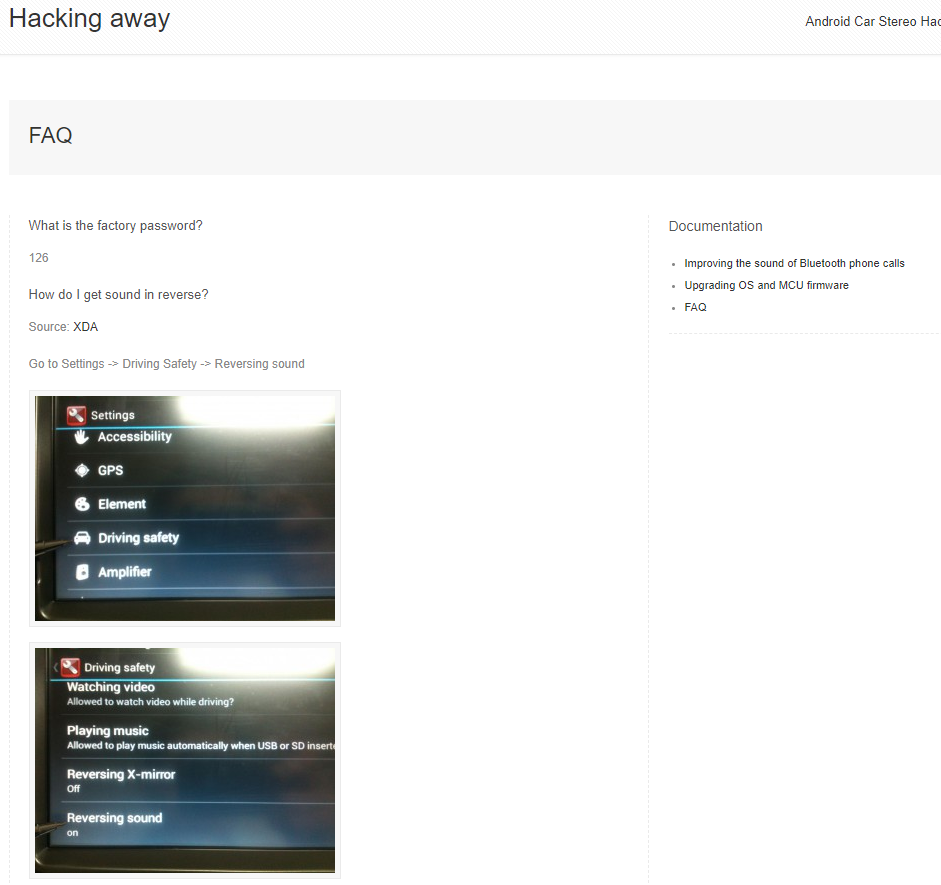 Hacking away
Android Car Stereo Hac
FAQ
What is the factory password?
126
How do I get sound in reverse?
Source: XDA
Go to Settings -> Driving Safety -> Reversing sound
Settings
Accessibility
GPS
Element
Driving safety
Amplifier
Driving safety
Watching video
Allowed to watch video while driving?
Playing music
Allowed to play music automatically when USB or SD inserte
Reversing X-mirror
Off
Reversing sound
on
Documentation
Improving the sound of Bluetooth phone calls
Upgrading OS and MCU firmware
FAQ